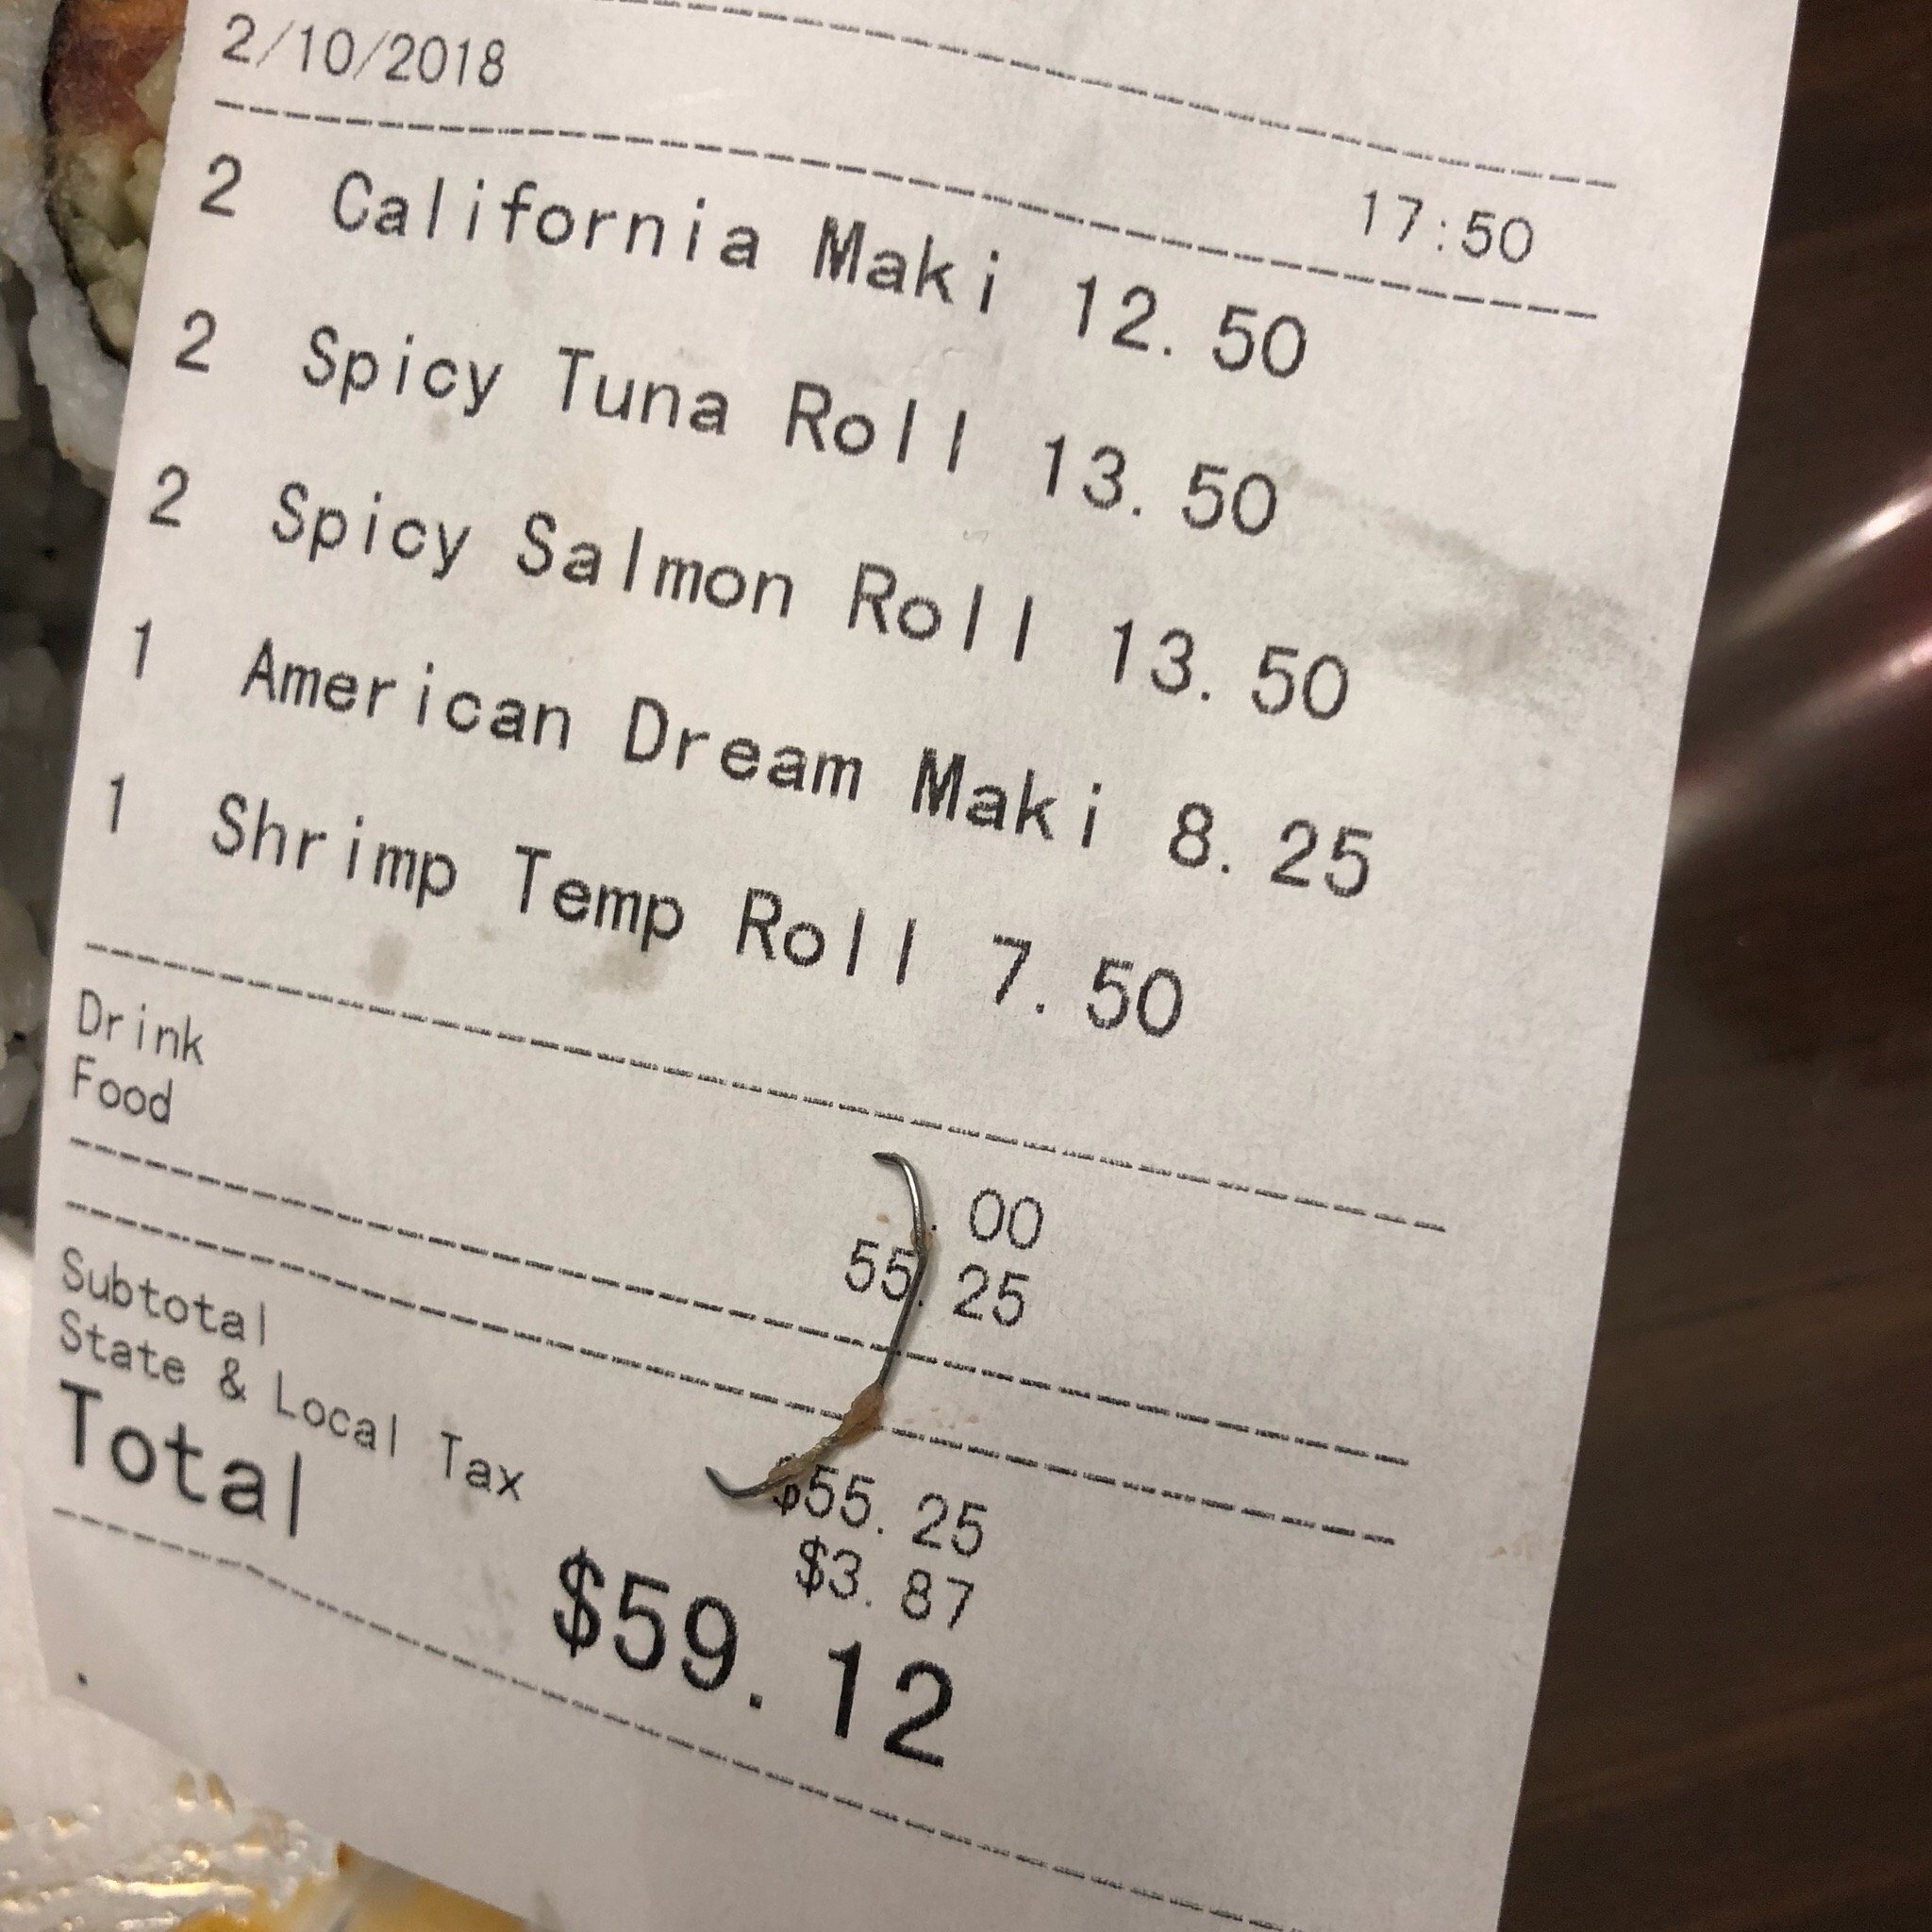 2/10/2018 17:50
2 California Maki 12.50
2 Spicy Tuna Roll 13.50
2 Spicy Salmon Roll 13.50
1 American Dream Maki 8.25
1 Shrimp Temp Roll 7.50
Drink .00
Food 55.25
Subtotal $55.25
State & Local Tax $3.87
Total $59.12